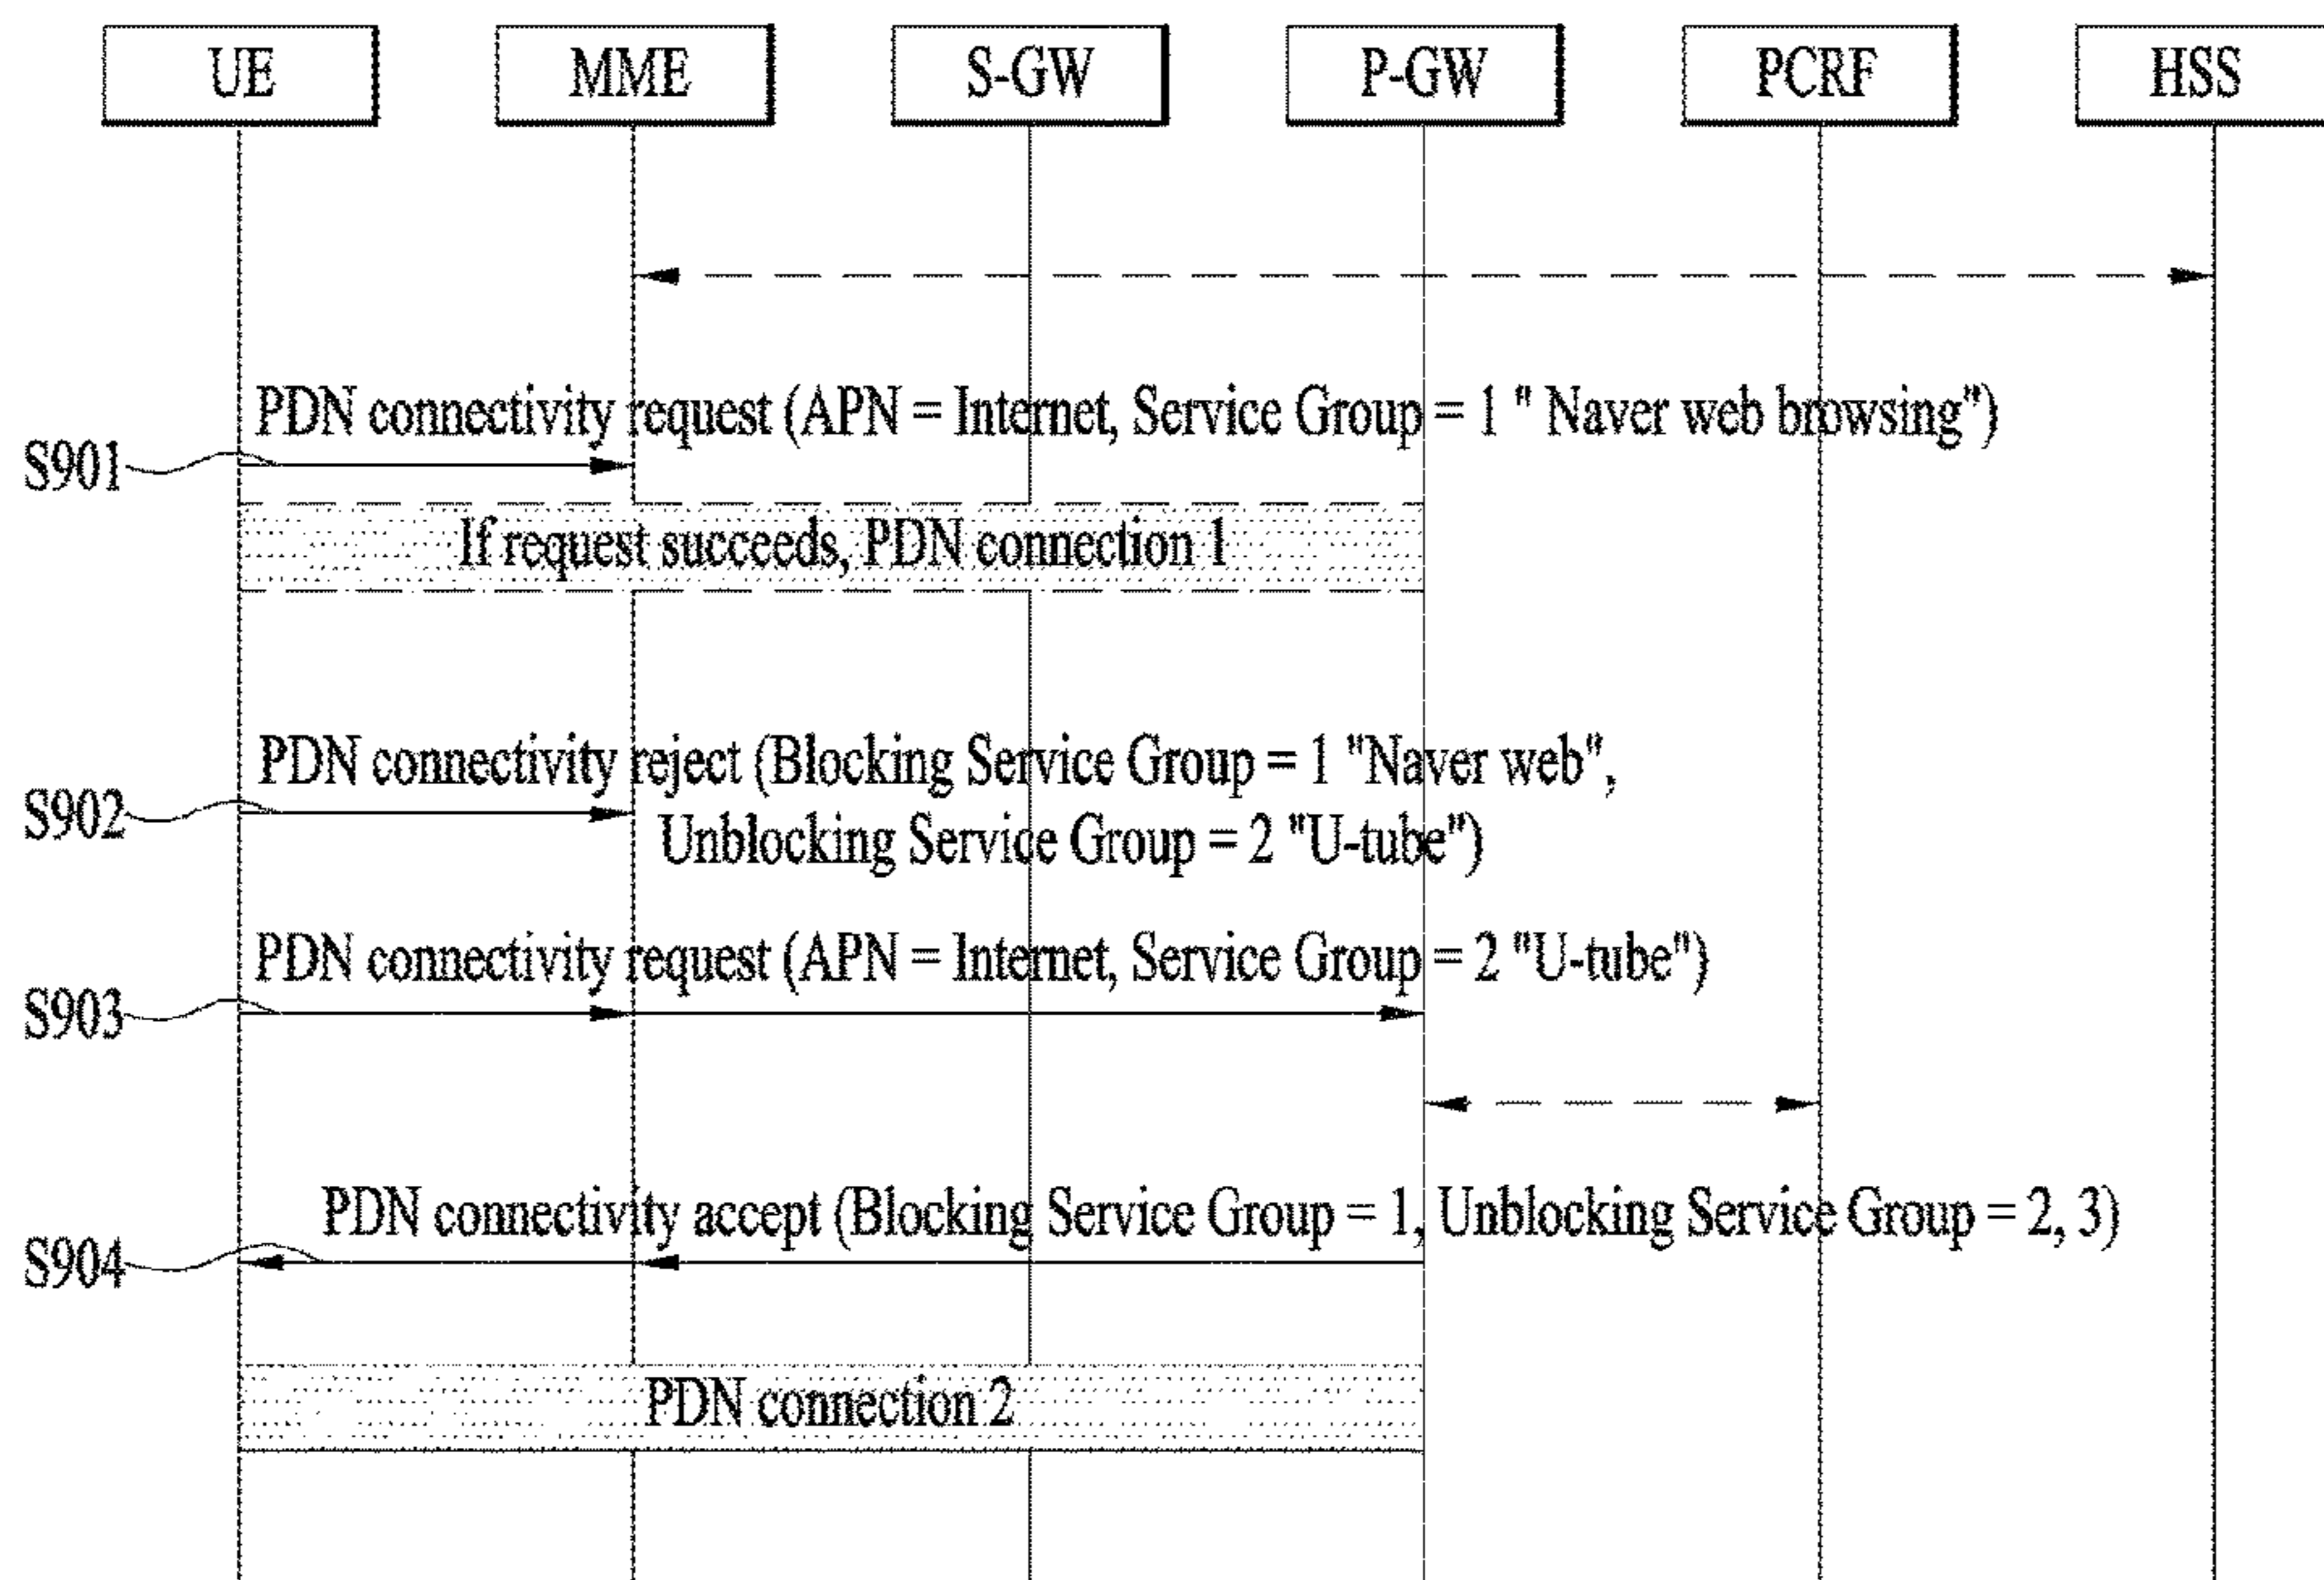 UE MME S-GW P-GW PCRF HSS
PDN connectivity request (APN = Internet, Service Group = 1 " Naver web browsing")
S901
If request succeeds, PDN connection 1
PDN connectivity reject (Blocking Service Group = 1 "Naver web",
S902
Unblocking Service Group = 2 "U-tube")
PDN connectivity request (APN = Internet, Service Group = 2 "U-tube")
S903
PDN connectivity accept (Blocking Service Group = 1, Unblocking Service Group = 2, 3)
S904
PDN connection 2